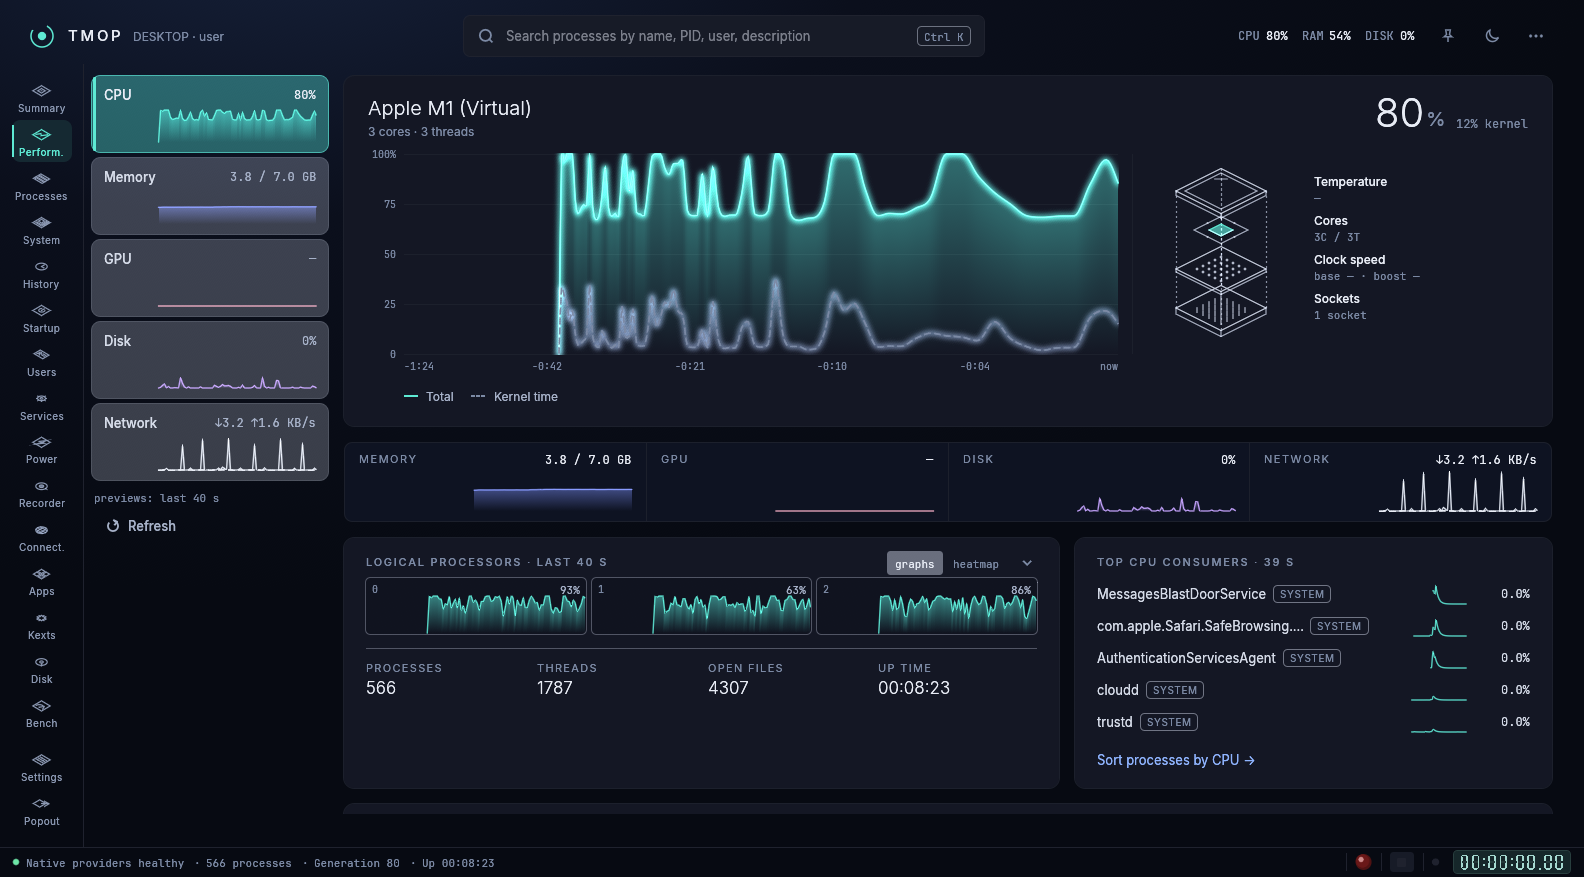 TMOP DESKTOP · user
Search processes by name, PID, user, description Ctrl K
CPU 80% RAM 54% DISK 0%
Summary
Perform.
Processes
System
History
Startup
Users
Services
Power
Recorder
Connect.
Apps
Kexts
Disk
Bench
Settings
Popout
CPU 80%
Memory 3.8 / 7.0 GB
GPU —
Disk 0%
Network ↓3.2 ↑1.6 KB/s
previews: last 40 s
Refresh
Apple M1 (Virtual)
3 cores · 3 threads
80% 12% kernel
100%
75
50
25
0
-1:24 -0:42 -0:21 -0:10 -0:04 now
Total Kernel time
Temperature
—
Cores
3C / 3T
Clock speed
base — · boost —
Sockets
1 socket
MEMORY 3.8 / 7.0 GB
GPU —
DISK 0%
NETWORK ↓3.2 ↑1.6 KB/s
LOGICAL PROCESSORS · LAST 40 S graphs heatmap
0 93%
1 63%
2 86%
PROCESSES THREADS OPEN FILES UP TIME
566 1787 4307 00:08:23
TOP CPU CONSUMERS · 39 S
MessagesBlastDoorService SYSTEM 0.0%
com.apple.Safari.SafeBrowsing.... SYSTEM 0.0%
AuthenticationServicesAgent SYSTEM 0.0%
cloudd SYSTEM 0.0%
trustd SYSTEM 0.0%
Sort processes by CPU →
Native providers healthy · 566 processes · Generation 80 · Up 00:08:23
00:00:00.00